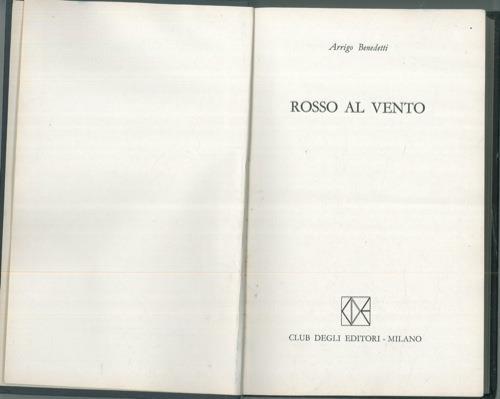 Arrigo Benedetti
ROSSO AL VENTO
CLUB DEGLI EDITORI - MILANO